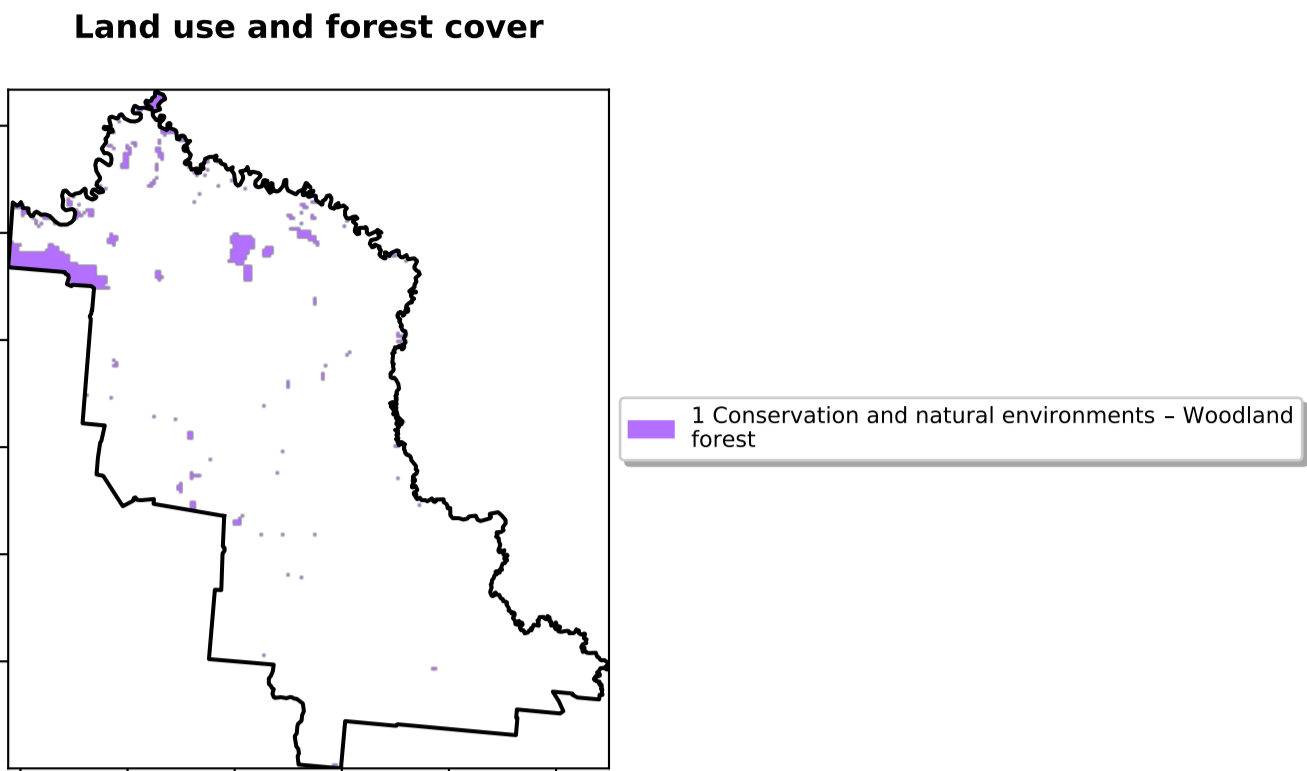 Land use and forest cover
1 Conservation and natural environments – Woodland
forest